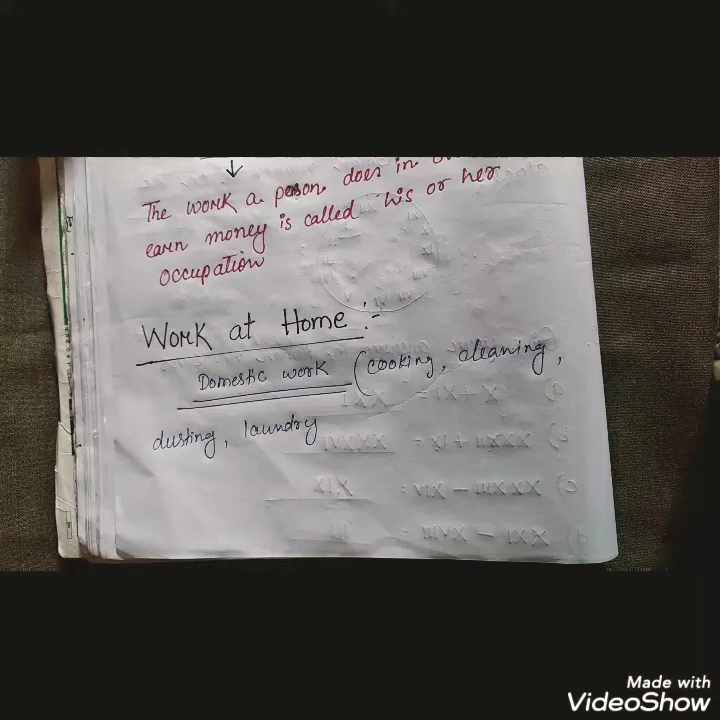 The work a person does in
earn money is called his or her
occupation
Work at Home :-
Domestic work (cooking, cleaning,
dusting, laundry
Made with
VideoShow